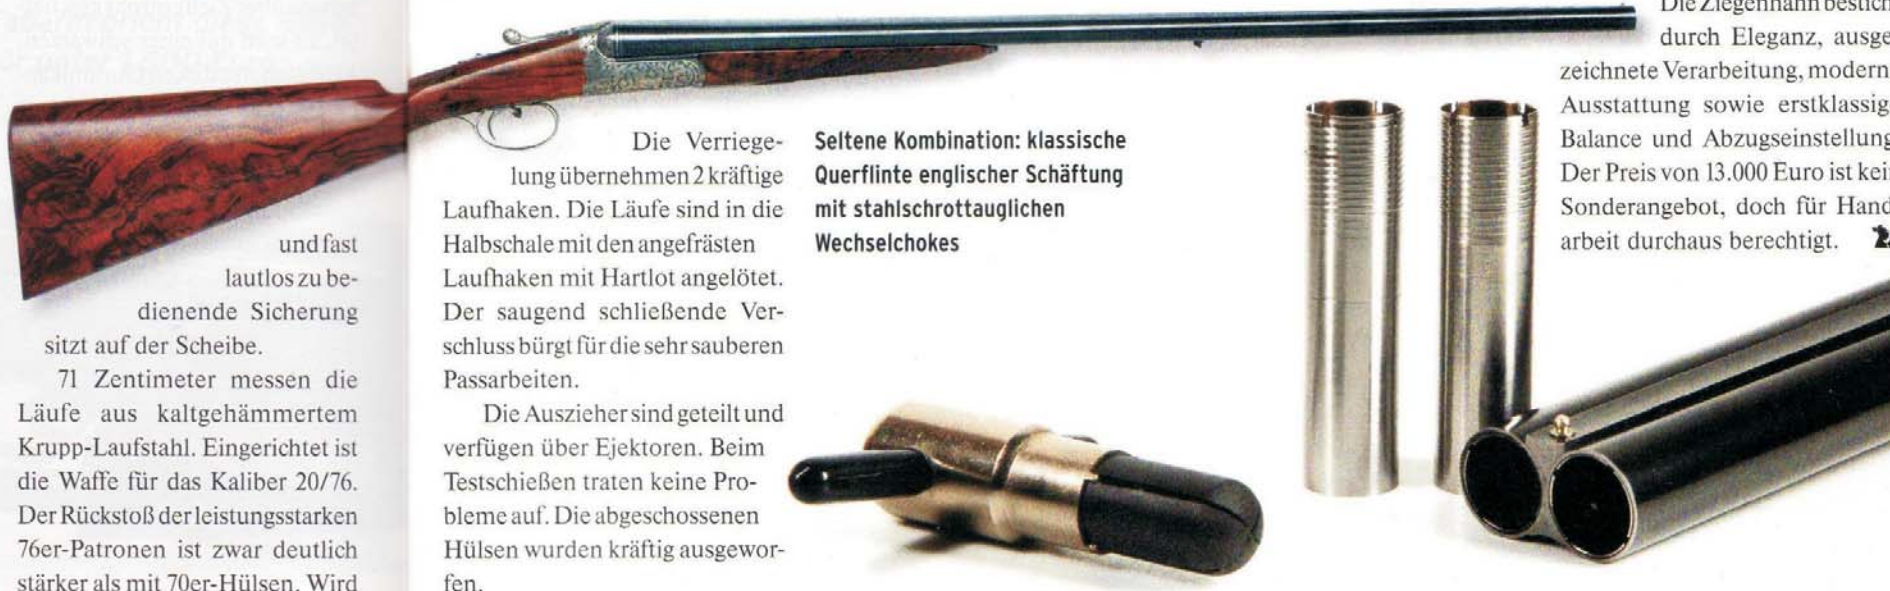 und fast
lautlos zu be-
dienende Sicherung
sitzt auf der Scheibe.
71 Zentimeter messen die
Läufe aus kaltgehämmertem
Krupp-Laufstahl. Eingerichtet ist
die Waffe für das Kaliber 20/76.
Der Rückstoß der leistungsstarken
76er-Patronen ist zwar deutlich
stärker als mit 70er-Hülsen. Wird
Die Verriege-
lung übernehmen 2 kräftige
Laufhaken. Die Läufe sind in die
Halbschale mit den angefrästen
Laufhaken mit Hartlot angelötet.
Der saugend schließende Ver-
schluss bürgt für die sehr sauberen
Passarbeiten.
Die Auszieher sind geteilt und
verfügen über Ejektoren. Beim
Testschießen traten keine Pro-
bleme auf. Die abgeschossenen
Hülsen wurden kräftig ausgewor-
fen.
Seltene Kombination: klassische
Querflinte englischer Schäftung
mit stahlschrottauglichen
Wechselchokes
Die Ziegenhahn bestich
durch Eleganz, ausge
zeichnete Verarbeitung, modern
Ausstattung sowie erstklassig
Balance und Abzugseinstellung
Der Preis von 13.000 Euro ist kein
Sonderangebot, doch für Hand
arbeit durchaus berechtigt.